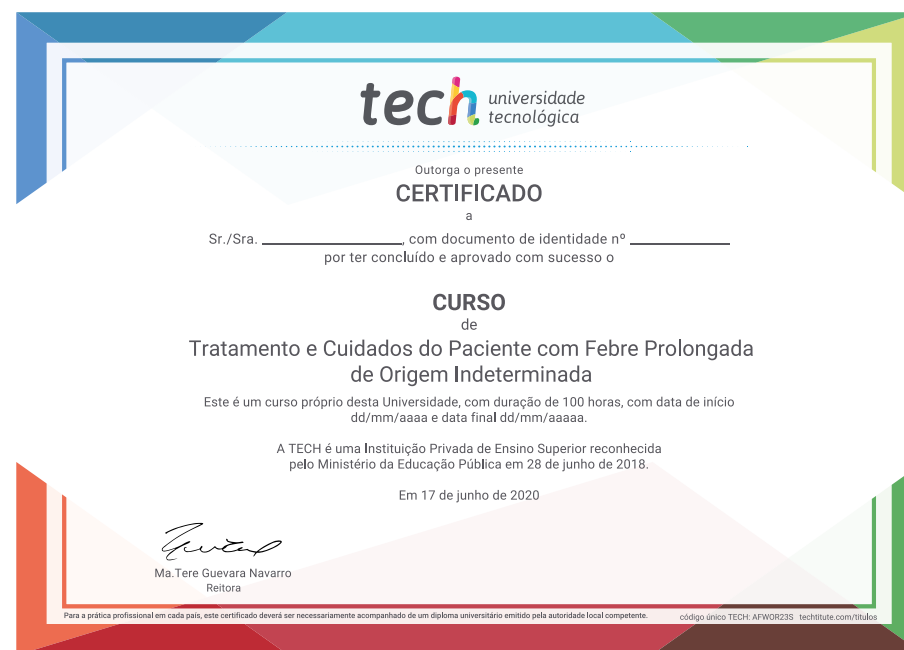 tech universidade
tecnológica
Outorga o presente
CERTIFICADO
a
Sr./Sra. ____________, com documento de identidade nº ____________
por ter concluído e aprovado com sucesso o
CURSO
de
Tratamento e Cuidados do Paciente com Febre Prolongada
de Origem Indeterminada
Este é um curso próprio desta Universidade, com duração de 100 horas, com data de início
dd/mm/aaaa e data final dd/mm/aaaaa.
A TECH é uma Instituição Privada de Ensino Superior reconhecida
pelo Ministério da Educação Pública em 28 de junho de 2018.
Em 17 de junho de 2020
Ma.Tere Guevara Navarro
Reitora
Para a prática profissional em cada país, este certificado deverá ser necessariamente acompanhado de um diploma universitário emitido pela autoridade local competente.
código único TECH: AFWOR23S techtitute.com/titulos